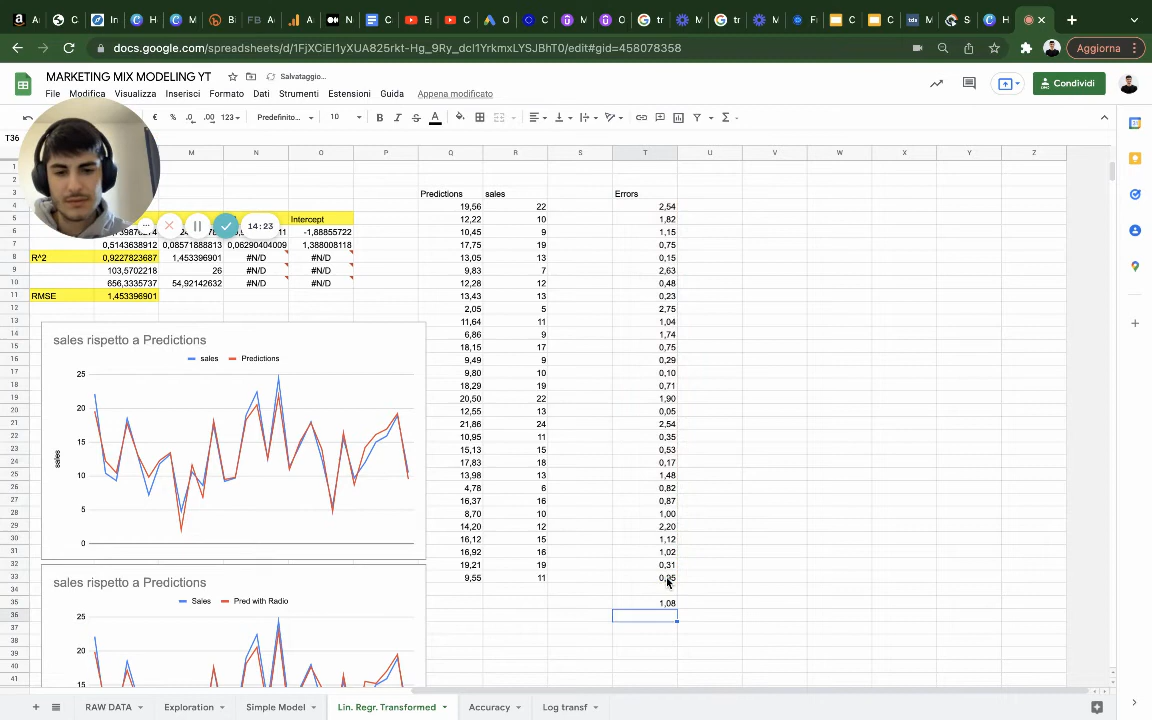 docs.google.com/spreadsheets/d/1FjXCiEl1yXUA825rkt-Hg_9Ry_dcl1YrkmxLYSJBhT0/edit#gid=458078358
Aggiorna
MARKETING MIX MODELING YT
Salvataggio...
File Modifica Visualizza Inserisci Formato Dati Strumenti Estensioni Guida Appena modificato
Condividi
€ % .0 .00 123 Predefinito... 10 B I S A
T36
M N O P Q R S T U V W X Y Z
14:23
Intercept
-1,88855722
0,5143638912 0,08571888813 0,06290404009 1,388008118
R^2 0,9227823687 1,453396901 #N/D #N/D
103,5702218 26 #N/D #N/D
656,3335737 54,92142632 #N/D #N/D
RMSE 1,453396901
Predictions sales Errors
19,56 22 2,54
12,22 10 1,82
10,45 9 1,15
17,75 19 0,75
13,05 13 0,15
9,83 7 2,63
12,28 12 0,48
13,43 13 0,23
2,05 5 2,75
11,64 11 1,04
6,86 9 1,74
18,15 17 0,75
9,49 9 0,29
9,80 10 0,10
18,29 19 0,71
20,50 22 1,90
12,55 13 0,05
21,86 24 2,54
10,95 11 0,35
15,13 15 0,53
17,83 18 0,17
13,98 13 1,48
4,78 6 0,82
16,37 16 0,87
8,70 10 1,00
14,20 12 2,20
16,12 15 1,12
16,92 16 1,02
19,21 19 0,31
9,55 11
1,08
sales rispetto a Predictions
sales Predictions
25
20
15
10
5
0
sales
sales rispetto a Predictions
Sales Pred with Radio
25
20
15
RAW DATA Exploration Simple Model Lin. Regr. Transformed Accuracy Log transf